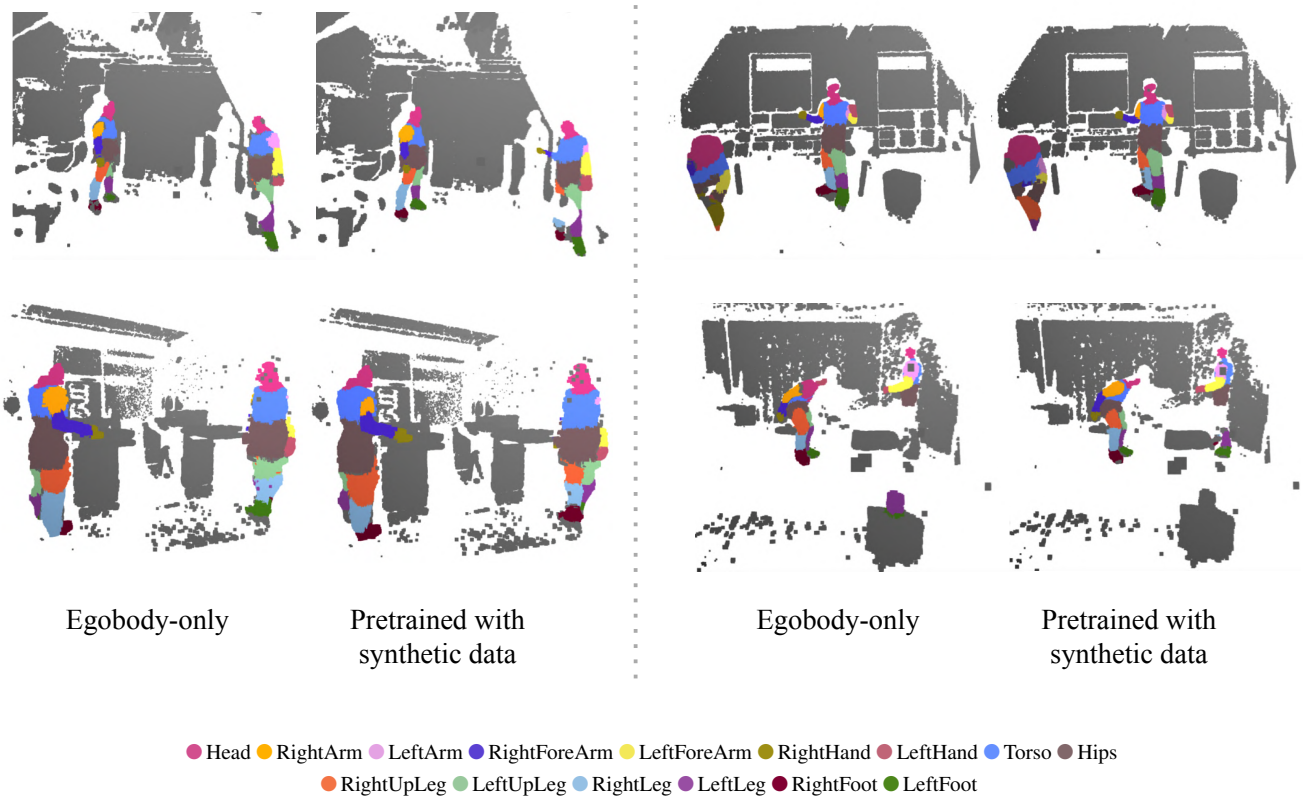 Egobody-only
Pretrained with
synthetic data
Egobody-only
Pretrained with
synthetic data
Head RightArm LeftArm RightForeArm LeftForeArm RightHand LeftHand Torso Hips
RightUpLeg LeftUpLeg RightLeg LeftLeg RightFoot LeftFoot